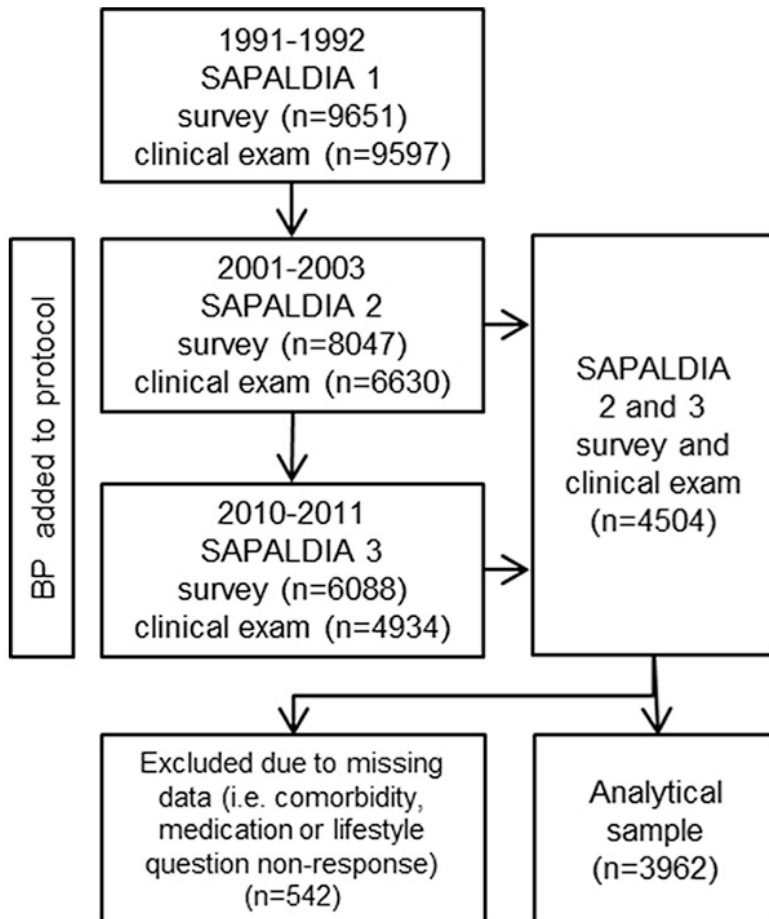 1991-1992
SAPALDIA 1
survey (n=9651)
clinical exam (n=9597)
BP added to protocol
2001-2003
SAPALDIA 2
survey (n=8047)
clinical exam (n=6630)
2010-2011
SAPALDIA 3
survey (n=6088)
clinical exam (n=4934)
SAPALDIA
2 and 3
survey and
clinical exam
(n=4504)
Excluded due to missing
data (i.e. comorbidity,
medication or lifestyle
question non-response)
(n=542)
Analytical
sample
(n=3962)